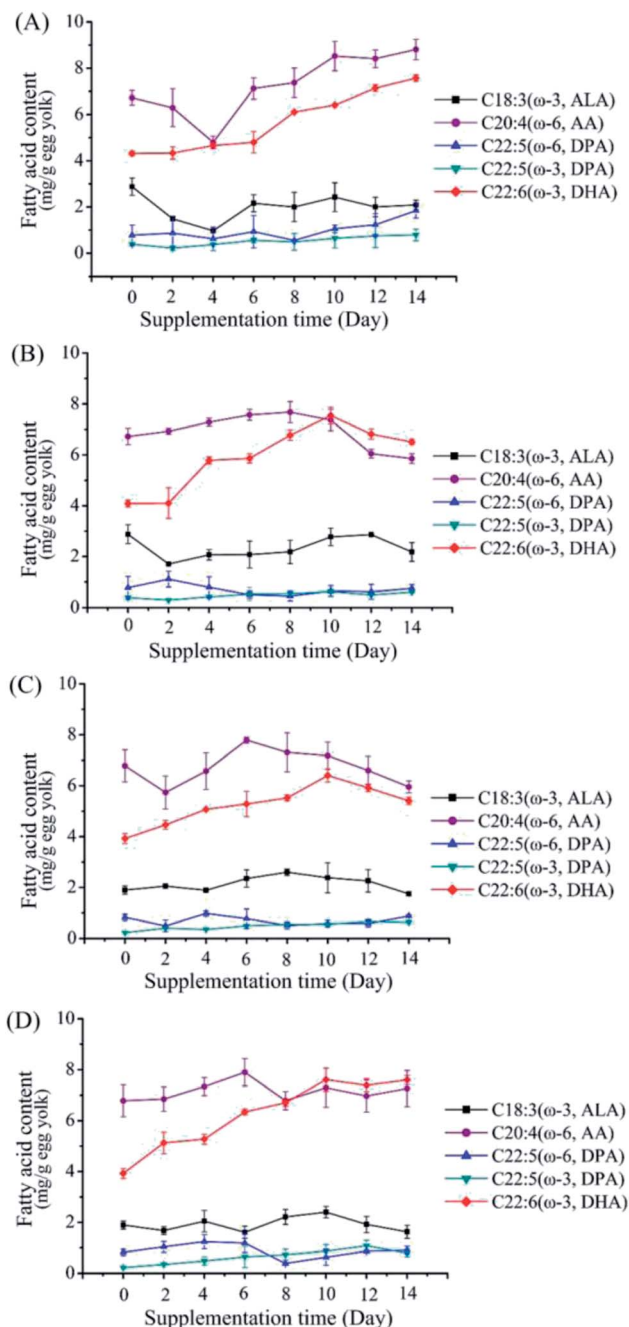 (A)
10
8
6
4
2
0
Fatty acid content
(mg/g egg yolk)
0 2 4 6 8 10 12 14
Supplementation time (Day)
C18:3(ω-3, ALA)
C20:4(ω-6, AA)
C22:5(ω-6, DPA)
C22:5(ω-3, DPA)
C22:6(ω-3, DHA)
(B)
10
8
6
4
2
0
Fatty acid content
(mg/g egg yolk)
0 2 4 6 8 10 12 14
Supplementation time (Day)
C18:3(ω-3, ALA)
C20:4(ω-6, AA)
C22:5(ω-6, DPA)
C22:5(ω-3, DPA)
C22:6(ω-3, DHA)
(C)
10
8
6
4
2
0
Fatty acid content
(mg/g egg yolk)
0 2 4 6 8 10 12 14
Supplementation time (Day)
C18:3(ω-3, ALA)
C20:4(ω-6, AA)
C22:5(ω-6, DPA)
C22:5(ω-3, DPA)
C22:6(ω-3, DHA)
(D)
10
8
6
4
2
0
Fatty acid content
(mg/g egg yolk)
0 2 4 6 8 10 12 14
Supplementation time (Day)
C18:3(ω-3, ALA)
C20:4(ω-6, AA)
C22:5(ω-6, DPA)
C22:5(ω-3, DPA)
C22:6(ω-3, DHA)